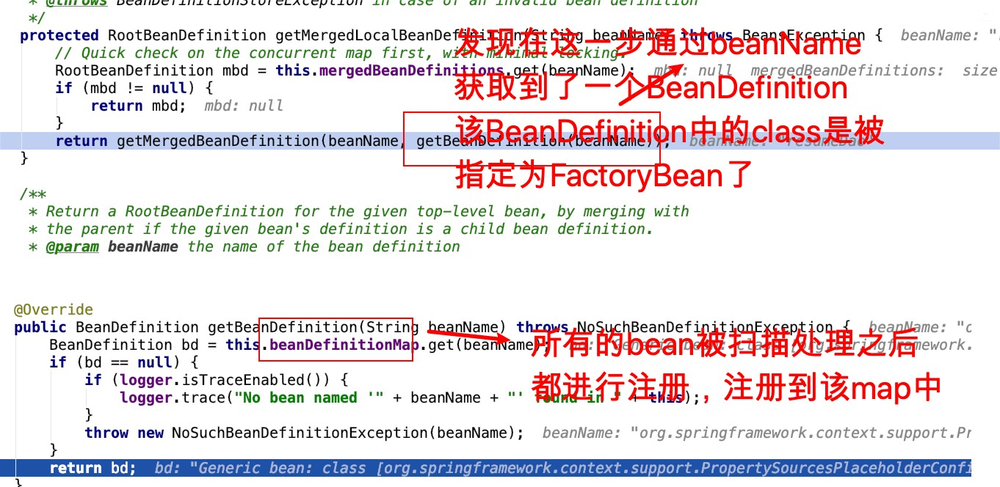 * @throws BeanDefinitionStoreException in case of an invalid bean definition
*/
protected RootBeanDefinition getMergedLocalBeanDefinition(String beanName) throws BeansException {  beanName: "
// Quick check on the concurrent map first, with minimal locking.
RootBeanDefinition mbd = this.mergedBeanDefinitions.get(beanName);  mbd: null  mergedBeanDefinitions:  size
if (mbd != null) {
return mbd;  mbd: null
}
return getMergedBeanDefinition(beanName, getBeanDefinition(beanName));  beanName: "resumeDao"
}
发现在这一步通过beanName
获取到了一个BeanDefinition
该BeanDefinition中的class是被
指定为FactoryBean了
/**
* Return a RootBeanDefinition for the given top-level bean, by merging with
* the parent if the given bean's definition is a child bean definition.
* @param beanName the name of the bean definition
@Override
public BeanDefinition getBeanDefinition(String beanName) throws NoSuchBeanDefinitionException {  beanName: "o
BeanDefinition bd = this.beanDefinitionMap.get(beanName);  bd: "Generic bean: class [org.springframework.
if (bd == null) {
if (logger.isTraceEnabled()) {
logger.trace("No bean named '" + beanName + "' found in " + this);
}
throw new NoSuchBeanDefinitionException(beanName);  beanName: "org.springframework.context.support.Pr
}
return bd;  bd: "Generic bean: class [org.springframework.context.support.PropertySourcesPlaceholderConfi
}
所有的bean被扫描处理之后
都进行注册，注册到该map中